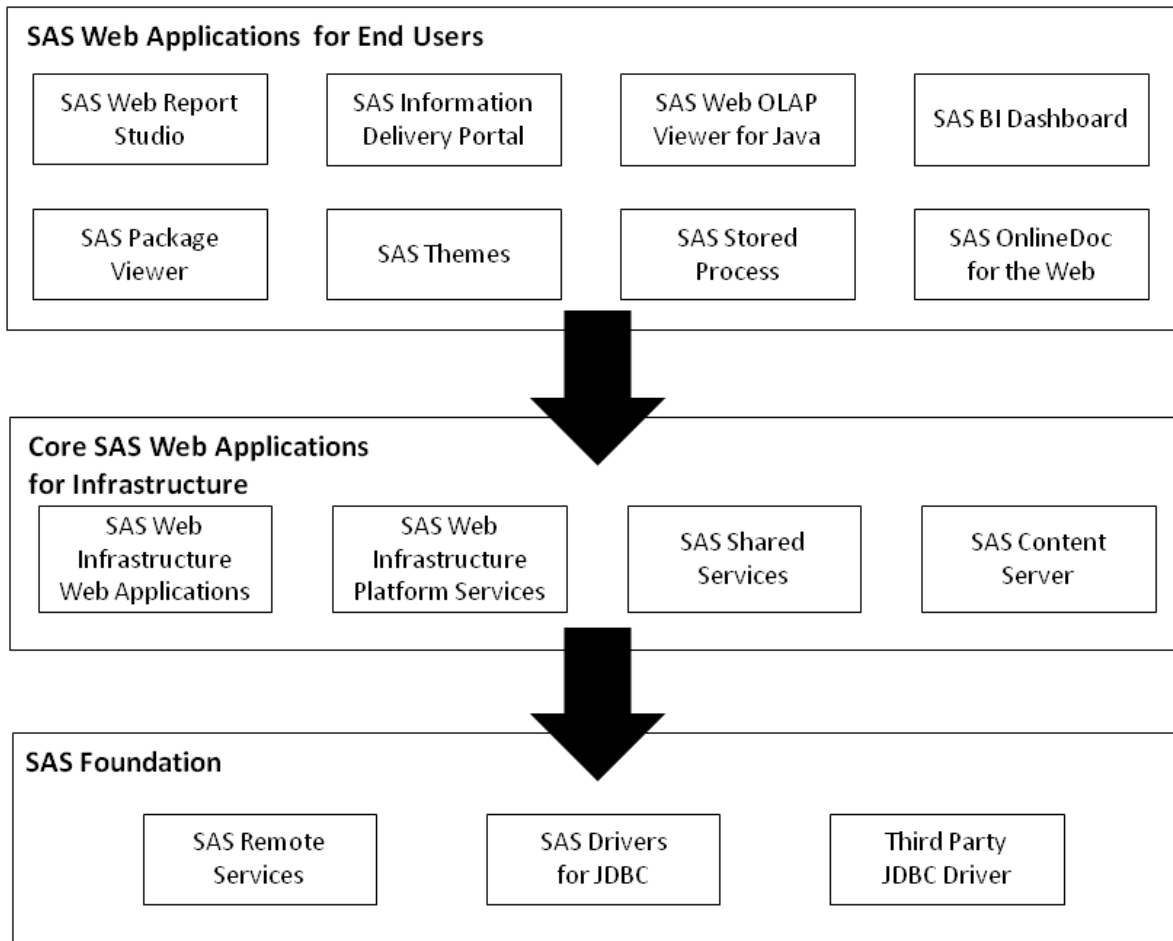 SAS Web Applications for End Users
SAS Web Report
Studio
SAS Information
Delivery Portal
SAS Web OLAP
Viewer for Java
SAS BI Dashboard
SAS Package
Viewer
SAS Themes
SAS Stored
Process
SAS OnlineDoc
for the Web
Core SAS Web Applications
for Infrastructure
SAS Web
Infrastructure
Web Applications
SAS Web
Infrastructure
Platform Services
SAS Shared
Services
SAS Content
Server
SAS Foundation
SAS Remote
Services
SAS Drivers
for JDBC
Third Party
JDBC Driver